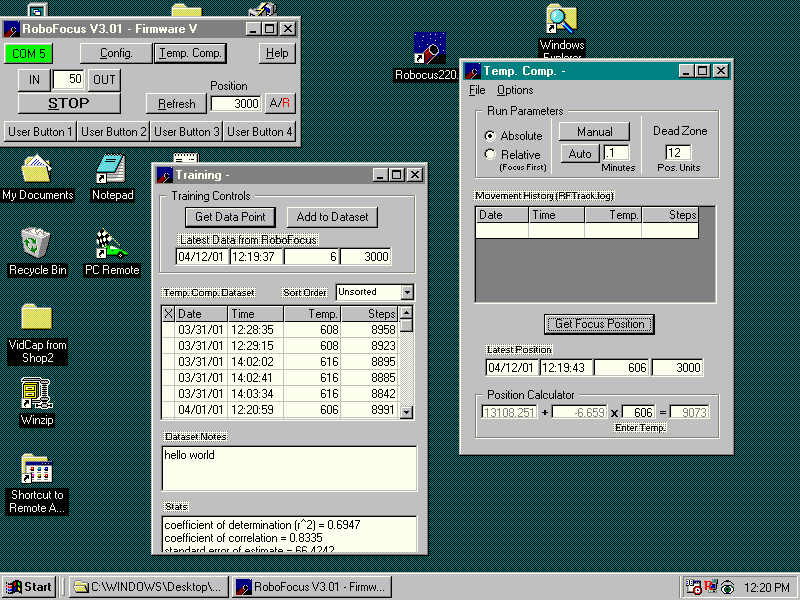 RoboFocus V3.01 - Firmware V
COM 5
Config.
Temp. Comp.
Help
IN
50
OUT
Position
STOP
Refresh
3000
A/R
User Button 1
User Button 2
User Button 3
User Button 4
Robocus220.
Windows
Explorer
My Documents
Notepad
Recycle Bin
PC Remote
VidCap from
Shop2
Winzip
Shortcut to
Remote A...
Training -
Training Controls
Get Data Point
Add to Dataset
Latest Data from RoboFocus
04/12/01 12:19:37 6 3000
Temp. Comp. Dataset
Sort Order
Unsorted
X Date Time Temp. Steps
03/31/01 12:28:35 608 8958
03/31/01 12:29:15 608 8923
03/31/01 14:02:02 616 8895
03/31/01 14:02:41 616 8885
03/31/01 14:03:34 616 8842
04/01/01 12:20:59 606 8991
Dataset Notes
hello world
Stats
coefficient of determination (r^2) = 0.6947
coefficient of correlation = 0.8335
standard error of estimate = 66.4242
Temp. Comp. -
File Options
Run Parameters
Absolute
Relative
(Focus First)
Manual
Auto
.1
Minutes
Dead Zone
12
Pos. Units
Movement History (RFTrack.log)
Date Time Temp. Steps
Get Focus Position
Latest Position
04/12/01 12:19:43 606 3000
Position Calculator
13108.251 + -6.659 x 606 = 9073
Enter Temp.
Start
C:\WINDOWS\Desktop\...
RoboFocus V3.01 - Firmw...
12:20 PM